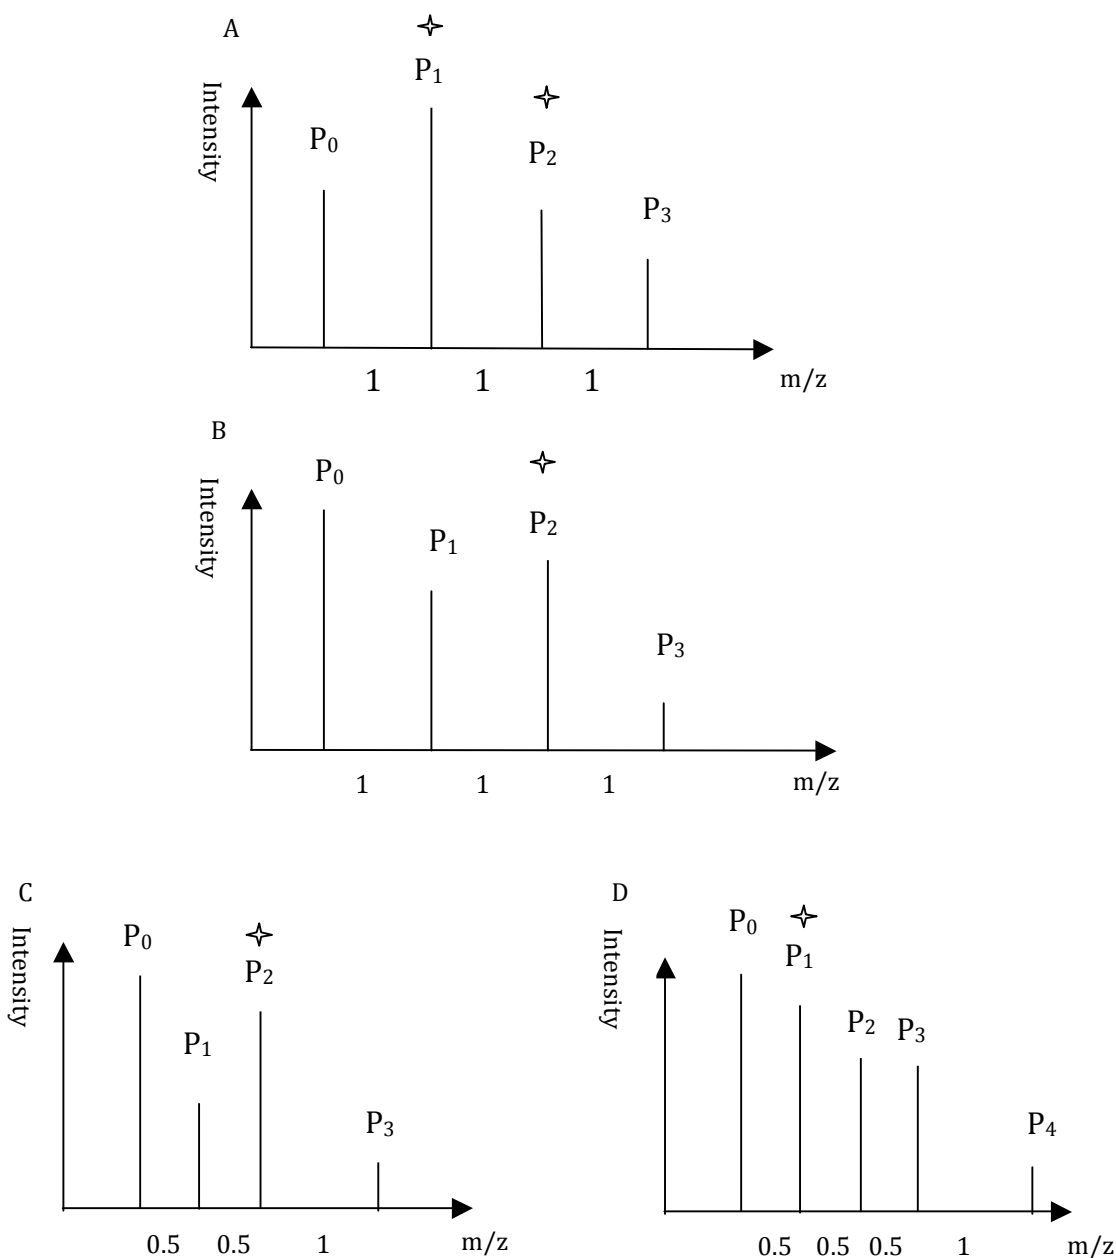 A
Intensity
P₀
P₁
P₂
P₃
1 1 1
m/z
B
Intensity
P₀
P₁
P₂
P₃
1 1 1
m/z
C
Intensity
P₀
P₁
P₂
P₃
0.5 0.5 1
m/z
D
Intensity
P₀
P₁
P₂
P₃
P₄
0.5 0.5 0.5 1
m/z